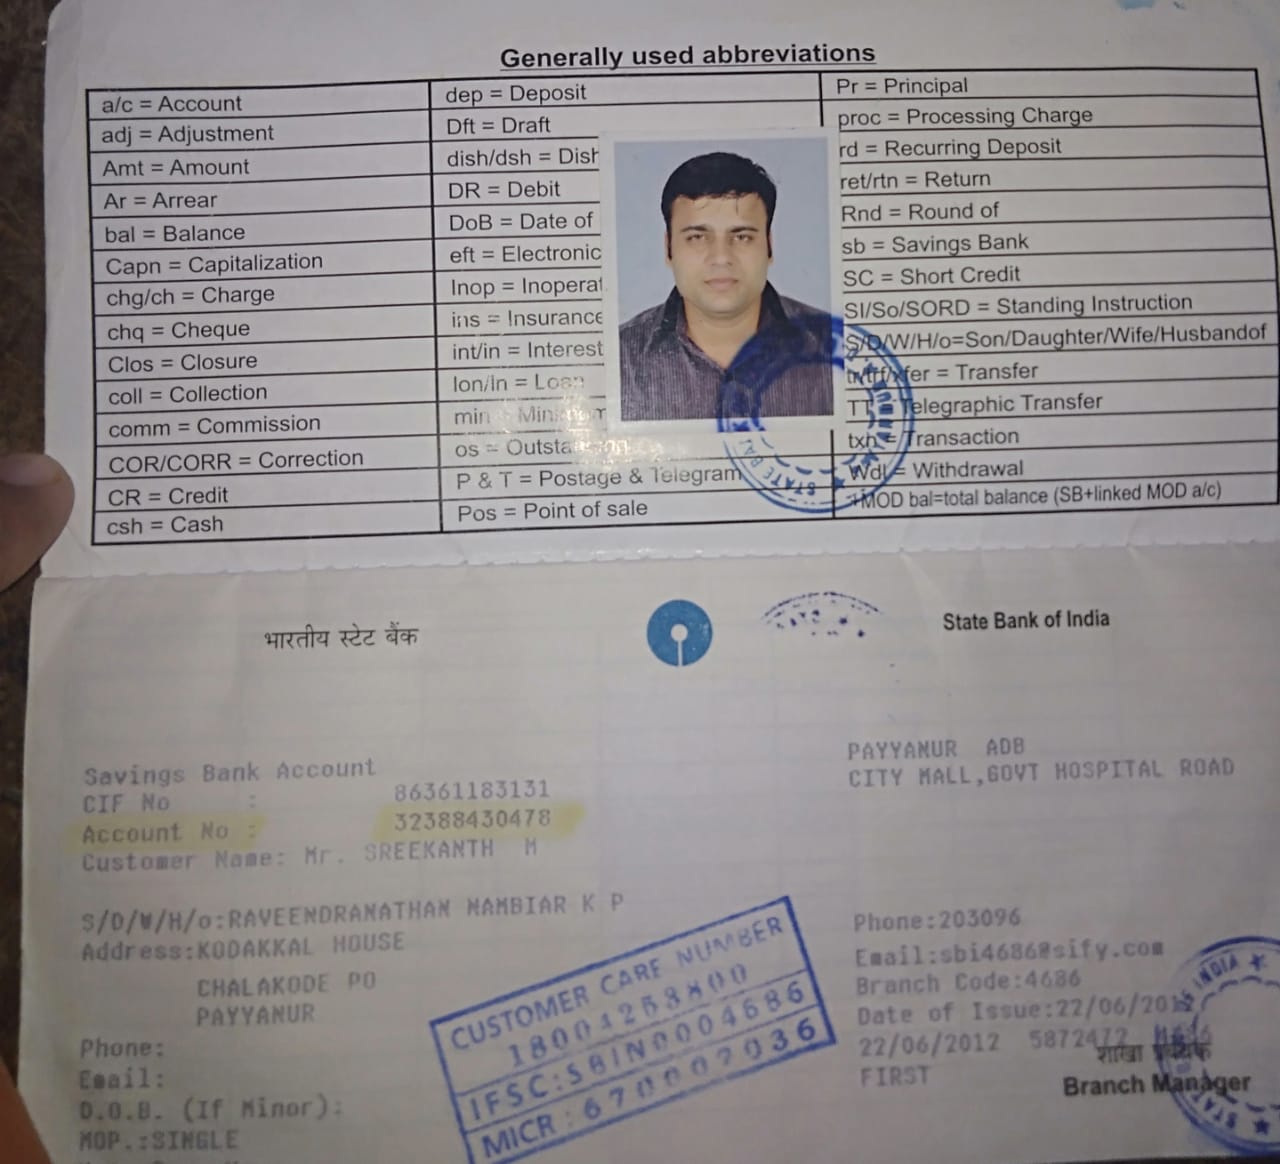 Generally used abbreviations
a/c = Account
adj = Adjustment
Amt = Amount
Ar = Arrear
bal = Balance
Capn = Capitalization
chg/ch = Charge
chq = Cheque
Clos = Closure
coll = Collection
comm = Commission
COR/CORR = Correction
CR = Credit
csh = Cash
dep = Deposit
Dft = Draft
dish/dsh = Dish
DR = Debit
DoB = Date of
eft = Electronic
Inop = Inoperat
ins = Insurance
int/in = Interest
lon/ln = Loan
min
os = Outstanding
P & T = Postage & Telegram
Pos = Point of sale
Pr = Principal
proc = Processing Charge
rd = Recurring Deposit
ret/rtn = Return
Rnd = Round of
sb = Savings Bank
SC = Short Credit
SI/So/SORD = Standing Instruction
S/D/W/H/o=Son/Daughter/Wife/Husbandof
= Transfer
TT = Telegraphic Transfer
txn = Transaction
Wdl = Withdrawal
+MOD bal=total balance (SB+linked MOD a/c)
STATE BA
भारतीय स्टेट बैंक
State Bank of India
Savings Bank Account
CIF No : 86361183131
Account No : 32388430478
Customer Name: Mr. SREEKANTH M
S/D/W/H/o:RAVEENDRANATHAN NAMBIAR K P
Address:KODAKKAL HOUSE
CHALAKODE PO
PAYYANUR
Phone:
Email:
D.O.B. (If Minor):
MOP.:SINGLE
PAYYANUR ADB
CITY MALL,GOVT HOSPITAL ROAD
Phone:203096
Email:sbi4686@sify.com
Branch Code:4686
Date of Issue:22/06/2012
22/06/2012 5872472
FIRST
शाखा प्रबंधक
Branch Manager
INDIA
CUSTOMER CARE NUMBER
IFSC:SBIN0004686
MICR : 670002036